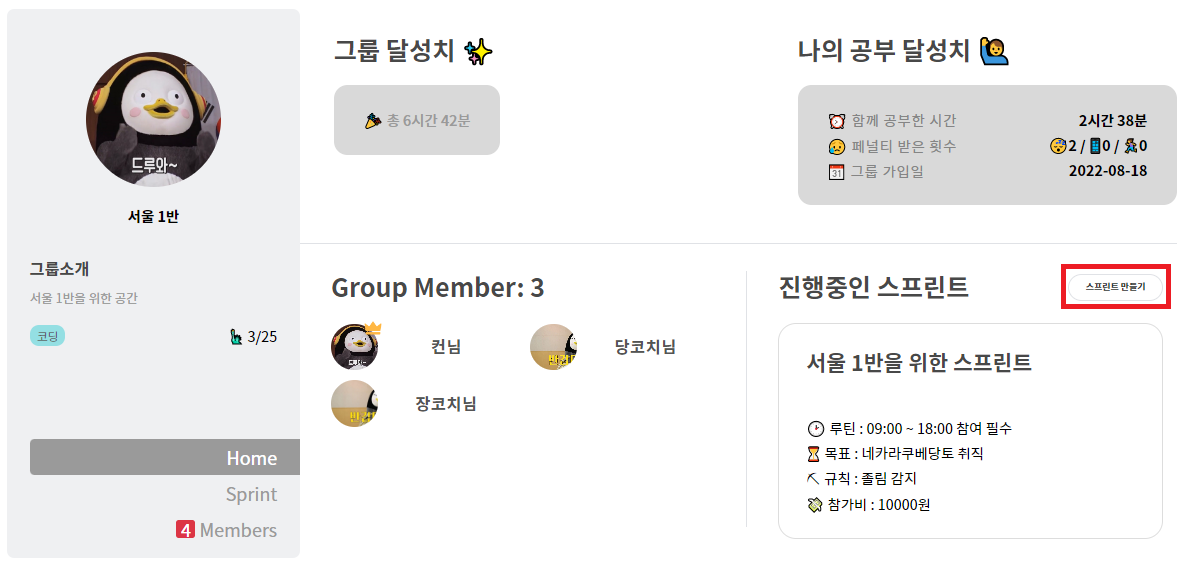 드루와~
서울 1반
그룹소개
서울 1반을 위한 공간
코딩
3/25
Home
Sprint
4 Members
그룹 달성치
총 6시간 42분
나의 공부 달성치
함께 공부한 시간 2시간 38분
페널티 받은 횟수 2 / 0 / 0
그룹 가입일 2022-08-18
Group Member: 3
컨님
당코치님
장코치님
진행중인 스프린트
스프린트 만들기
서울 1반을 위한 스프린트
루틴 : 09:00 ~ 18:00 참여 필수
목표 : 네카라쿠베당토 취직
규칙 : 졸림 감지
참가비 : 10000원